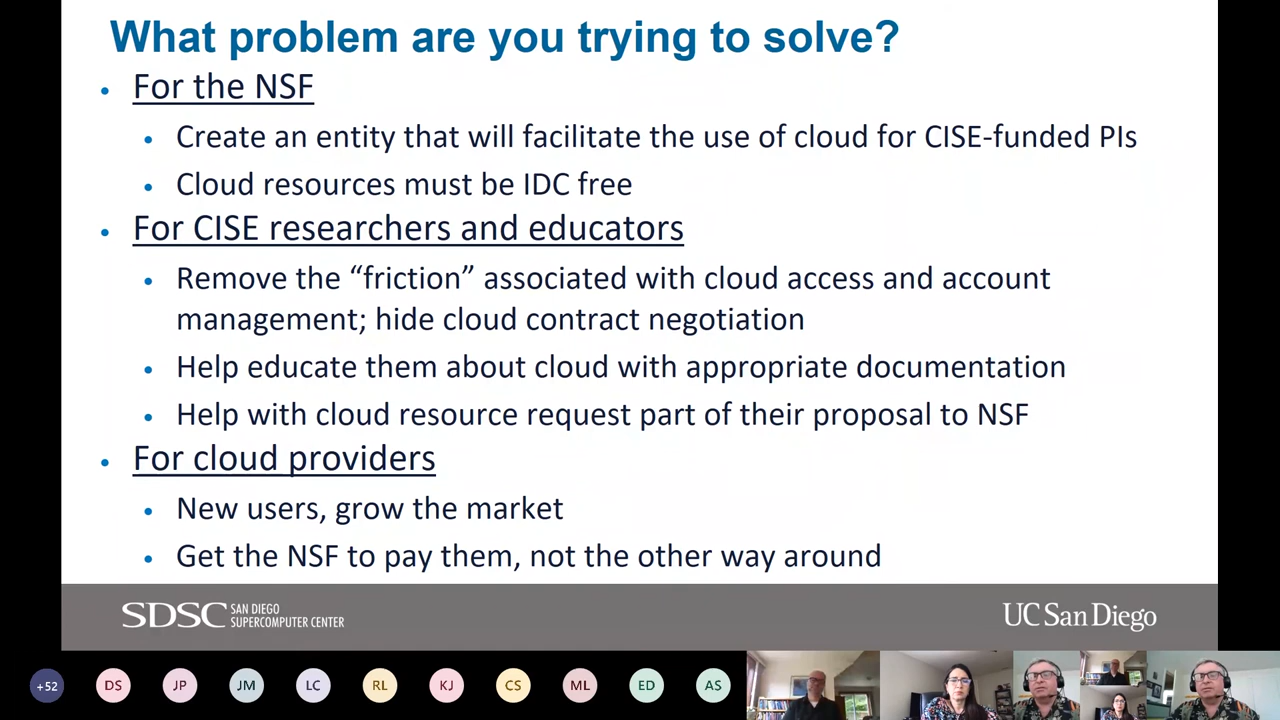 What problem are you trying to solve?
• For the NSF
• Create an entity that will facilitate the use of cloud for CISE-funded PIs
• Cloud resources must be IDC free
• For CISE researchers and educators
• Remove the “friction” associated with cloud access and account
management; hide cloud contract negotiation
• Help educate them about cloud with appropriate documentation
• Help with cloud resource request part of their proposal to NSF
• For cloud providers
• New users, grow the market
• Get the NSF to pay them, not the other way around
SDSC SAN DIEGO
SUPERCOMPUTER CENTER
UC San Diego
+52 DS JP JM LC RL KJ CS ML ED AS